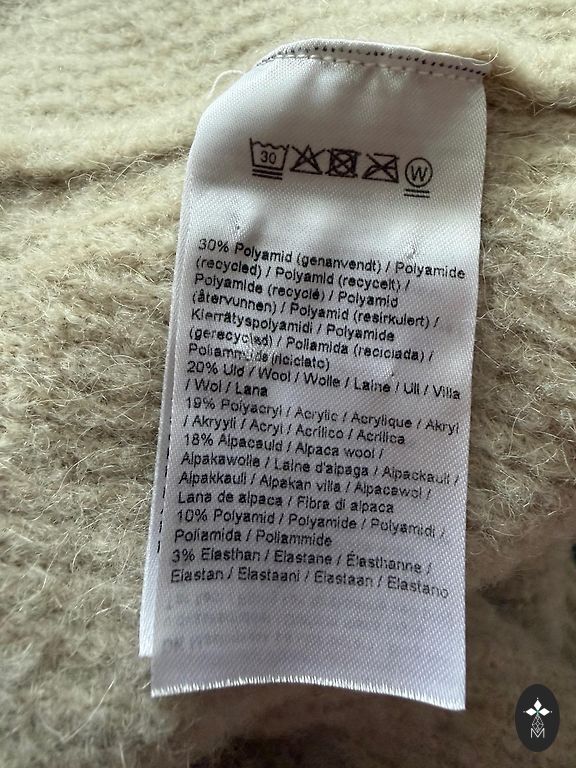 30
W
30% Polyamid (genanvendt) / Polyamide
(recycled) / Polyamid (recycelt) /
Polyamide (recyclé) / Polyamid
(återvunnen) / Polyamid (resirkulert) /
Kierrätyspolyamidi / Polyamide
(gerecycled) / Poliamida (reciclada) /
Poliammide (riciclato)
20% Uld / Wool / Wolle / Laine / Ull / Villa
/ Wol / Lana
19% Polyacryl / Acrylic / Acrylique / Akryl
/ Akryyli / Acryl / Acrílico / Acrilica
18% Alpacauld / Alpaca wool /
Alpakawolle / Laine d'alpaga / Alpackaull /
Alpakkaull / Alpakan villa / Alpacawol /
Lana de alpaca / Fibra di alpaca
10% Polyamid / Polyamide / Polyamidi /
Poliamida / Poliammide
3% Elasthan / Elastane / Élasthanne /
Elastan / Elastaani / Elastaan / Elastano
M